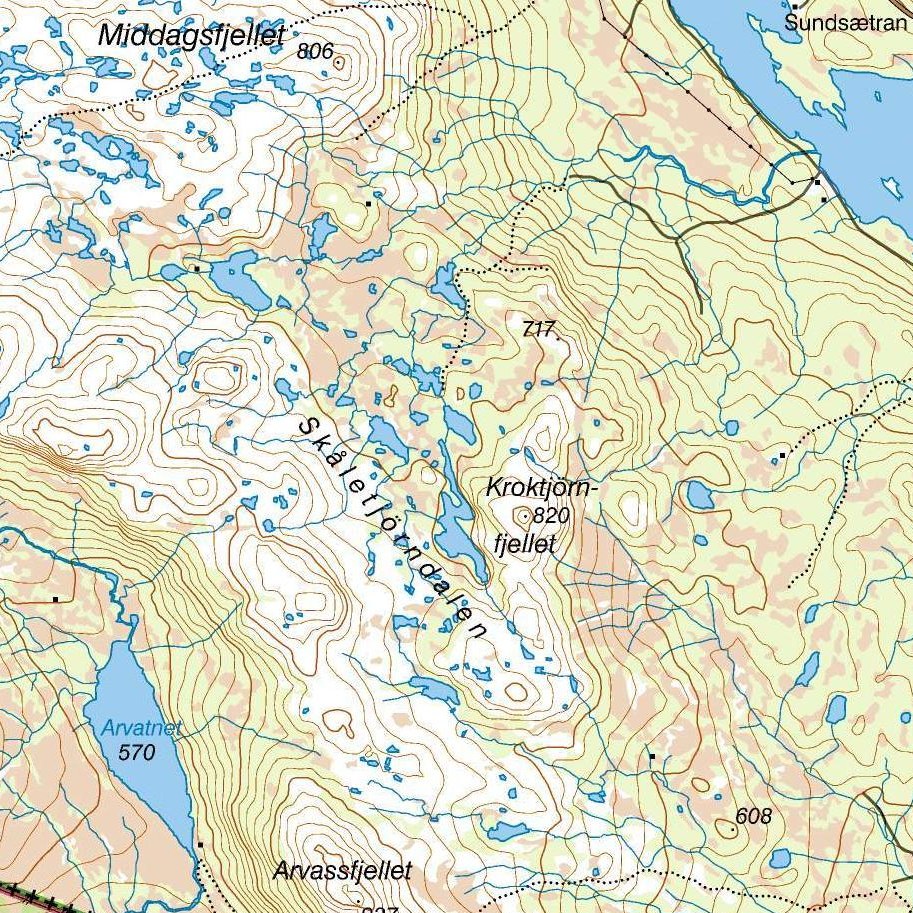 Sundsætran
Middagsfjellet
806
717
Skåletjörndalen
Kroktjörn-
820
fjellet
Arvatnet
570
608
Arvassfjellet